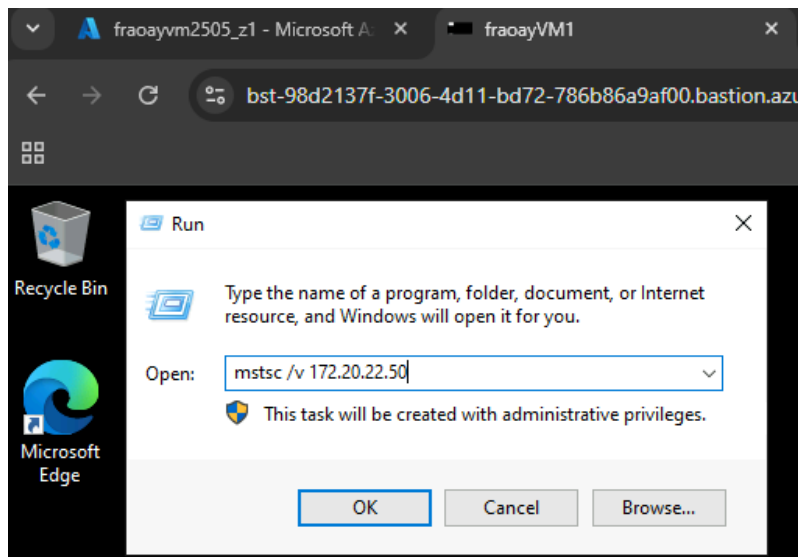 fraoayvm2505_z1 - Microsoft A
fraoayVM1
bst-98d2137f-3006-4d11-bd72-786b86a9af00.bastion.azu
Recycle Bin
Run
Type the name of a program, folder, document, or Internet
resource, and Windows will open it for you.
Open:
mstsc /v 172.20.22.50
This task will be created with administrative privileges.
Microsoft
Edge
OK
Cancel
Browse...